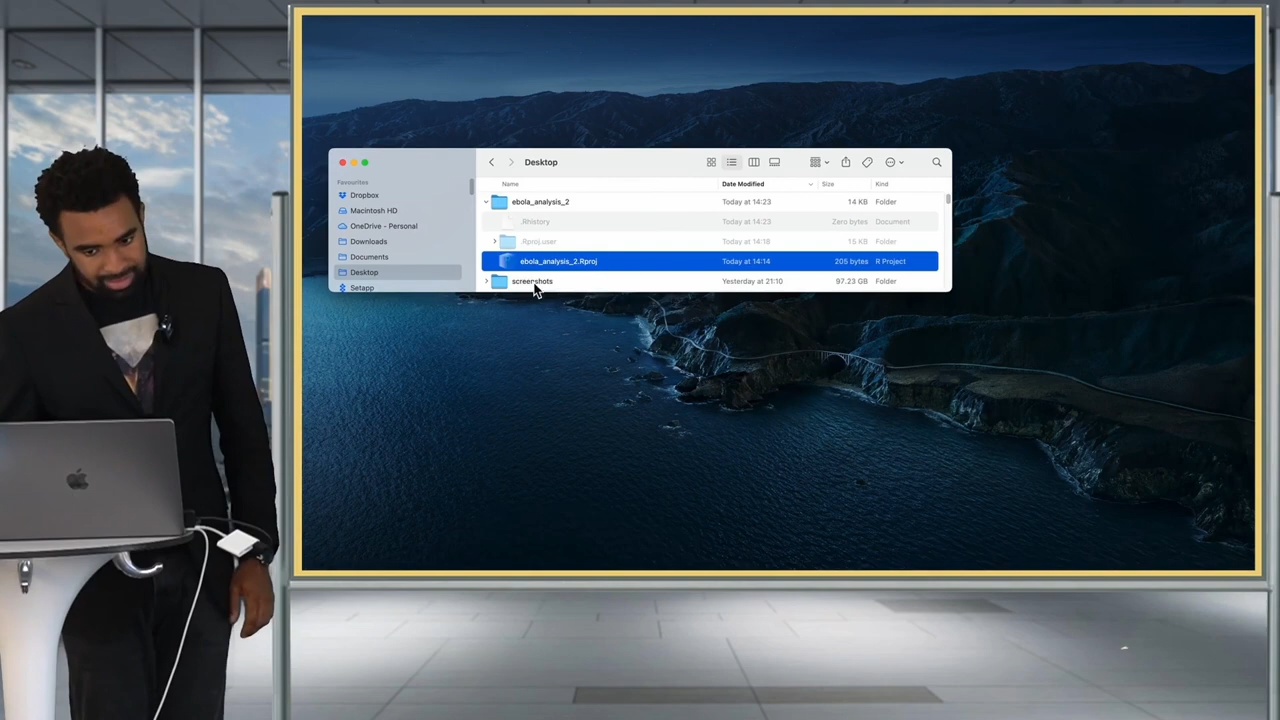 Desktop
Favourites
Dropbox
Macintosh HD
OneDrive - Personal
Downloads
Documents
Desktop
Setapp
Name Date Modified Size Kind
ebola_analysis_2 Today at 14:23 14 KB Folder
.Rhistory Today at 14:23 Zero bytes Document
.Rproj.user Today at 14:18 15 KB Folder
ebola_analysis_2.Rproj Today at 14:14 205 bytes R Project
screenshots Yesterday at 21:10 97.23 GB Folder